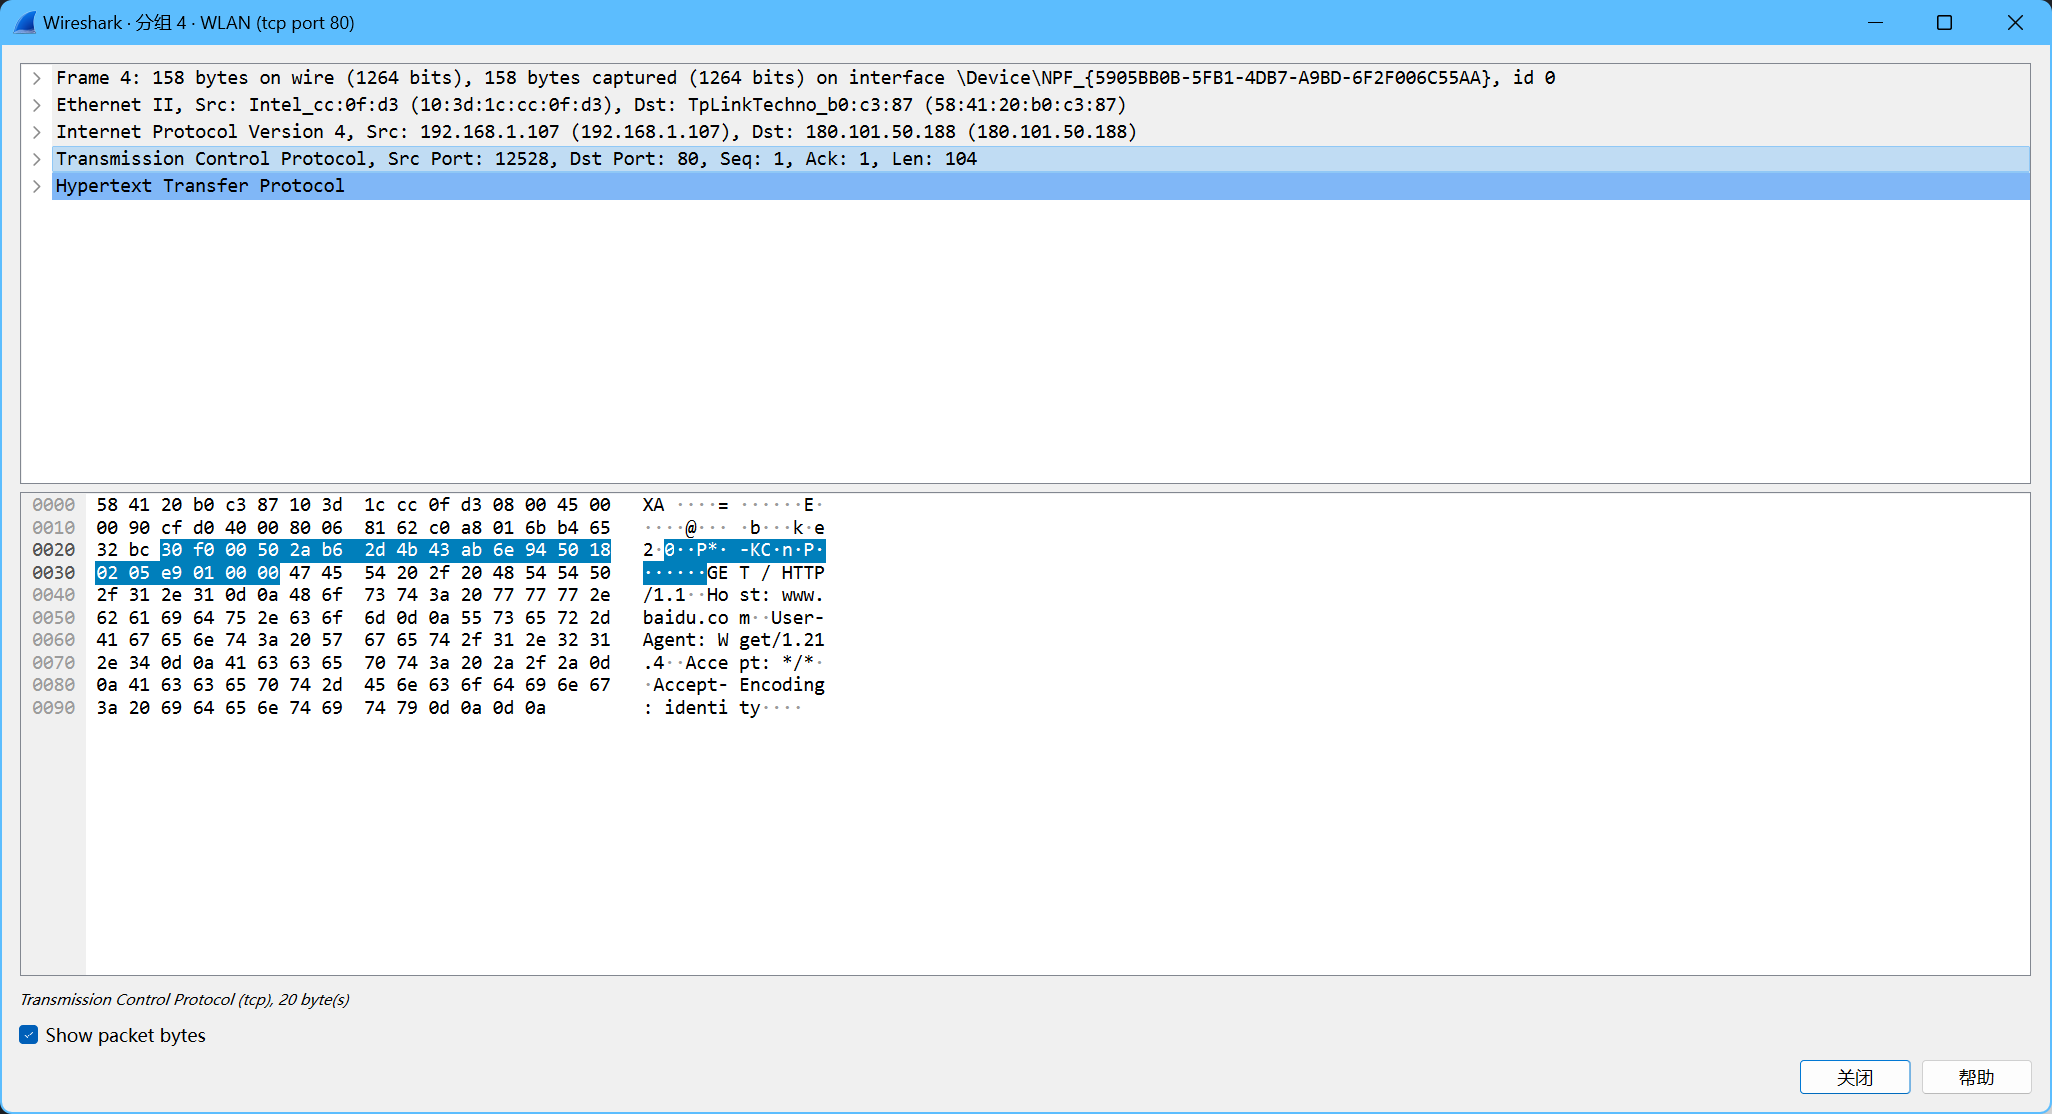 Wireshark · 分组 4 · WLAN (tcp port 80)
Frame 4: 158 bytes on wire (1264 bits), 158 bytes captured (1264 bits) on interface \Device\NPF_{5905BB0B-5FB1-4DB7-A9BD-6F2F006C55AA}, id 0
Ethernet II, Src: Intel_cc:0f:d3 (10:3d:1c:cc:0f:d3), Dst: TpLinkTechno_b0:c3:87 (58:41:20:b0:c3:87)
Internet Protocol Version 4, Src: 192.168.1.107 (192.168.1.107), Dst: 180.101.50.188 (180.101.50.188)
Transmission Control Protocol, Src Port: 12528, Dst Port: 80, Seq: 1, Ack: 1, Len: 104
Hypertext Transfer Protocol
0000 58 41 20 b0 c3 87 10 3d 1c cc 0f d3 08 00 45 00 XA ····= ······E·
0010 00 90 cf d0 40 00 80 06 81 62 c0 a8 01 6b b4 65 ····@··· ·b···k·e
0020 32 bc 30 f0 00 50 2a b6 2d 4b 43 ab 6e 94 50 18 2·0··P*· -KC·n·P·
0030 02 05 e9 01 00 00 47 45 54 20 2f 20 48 54 54 50 ······GE T / HTTP
0040 2f 31 2e 31 0d 0a 48 6f 73 74 3a 20 77 77 77 2e /1.1··Ho st: www.
0050 62 61 69 64 75 2e 63 6f 6d 0d 0a 55 73 65 72 2d baidu.co m··User-
0060 41 67 65 6e 74 3a 20 57 67 65 74 2f 31 2e 32 31 Agent: W get/1.21
0070 2e 34 0d 0a 41 63 63 65 70 74 3a 20 2a 2f 2a 0d .4··Acce pt: */*·
0080 0a 41 63 63 65 70 74 2d 45 6e 63 6f 64 69 6e 67 ·Accept- Encoding
0090 3a 20 69 64 65 6e 74 69 74 79 0d 0a 0d 0a : identi ty····
Transmission Control Protocol (tcp), 20 byte(s)
Show packet bytes
关闭 帮助